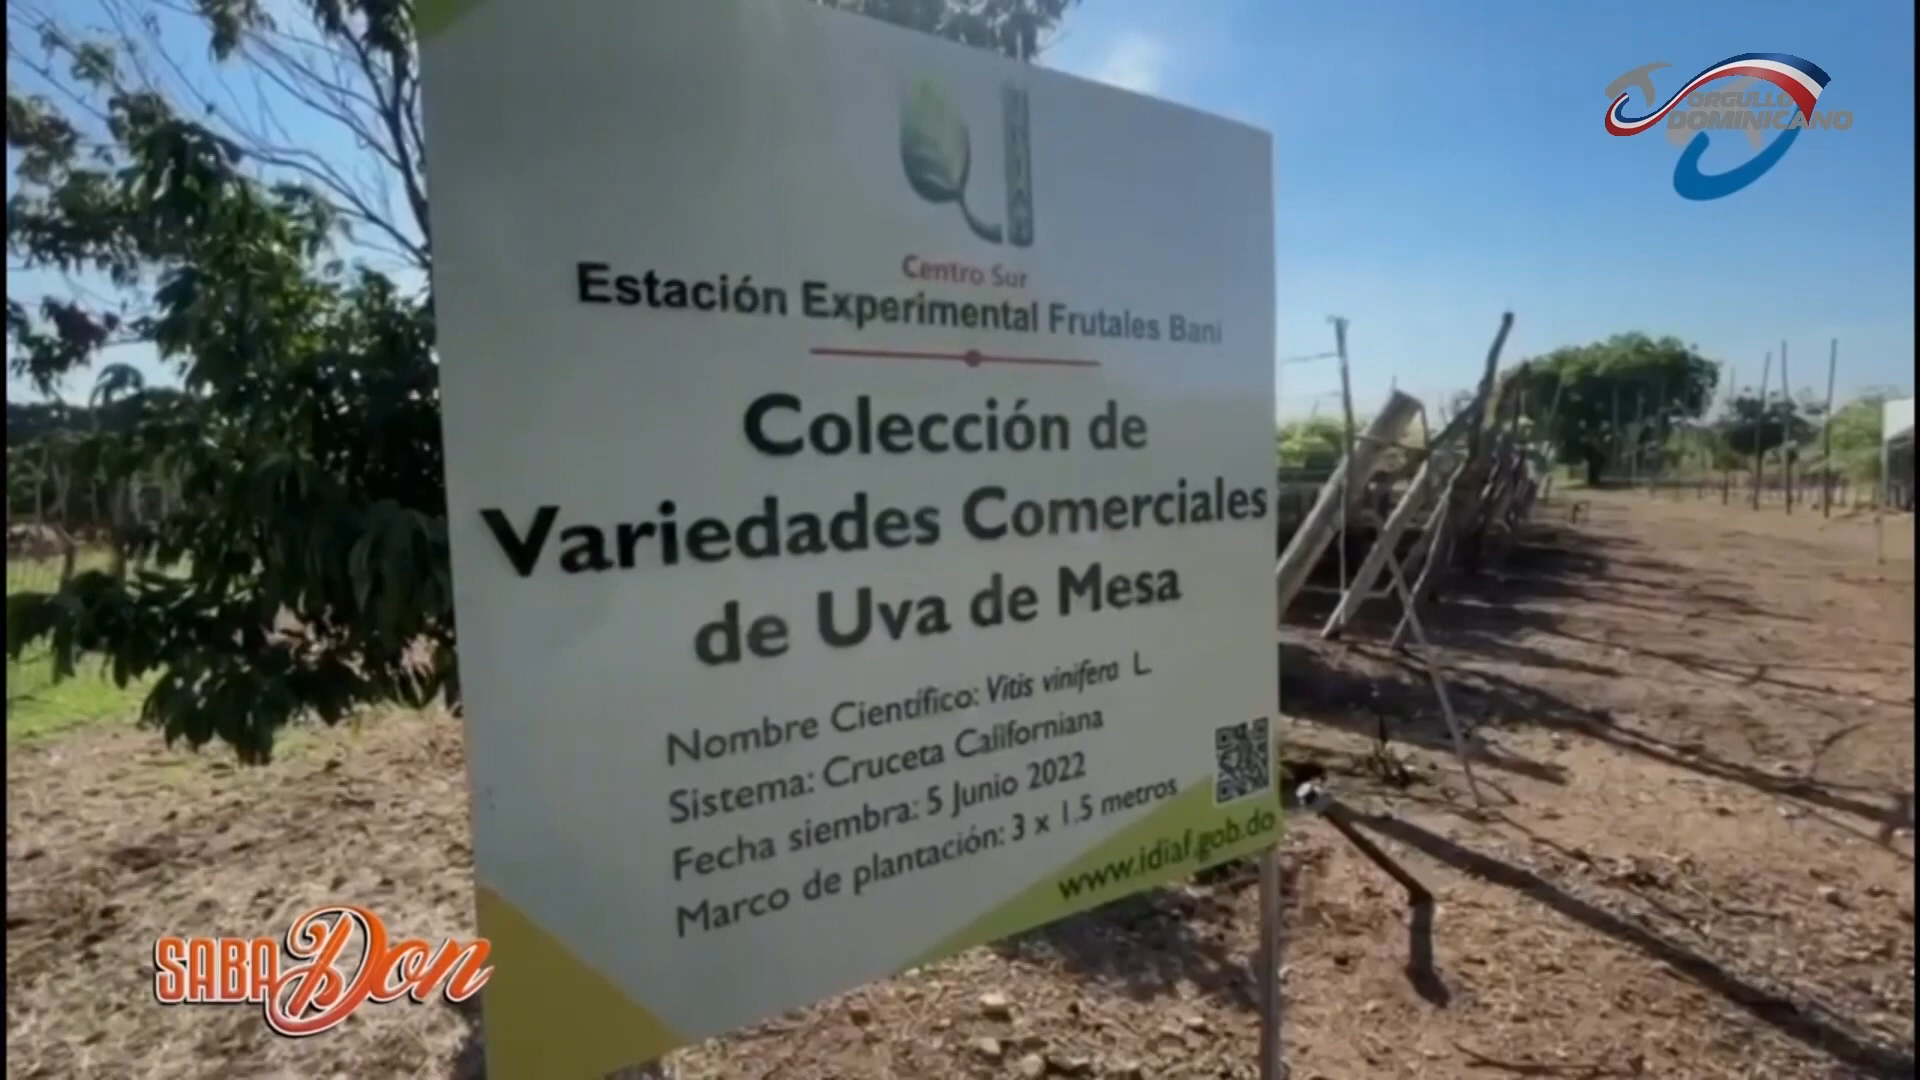 ORGULLO
DOMINICANO
IDIAF
Centro Sur
Estación Experimental Frutales Baní
Colección de
Variedades Comerciales
de Uva de Mesa
Nombre Científico: Vitis vinifera L.
Sistema: Cruceta Californiana
Fecha siembra: 5 Junio 2022
Marco de plantación: 3 x 1.5 metros
www.idiaf.gob.do
SABADon